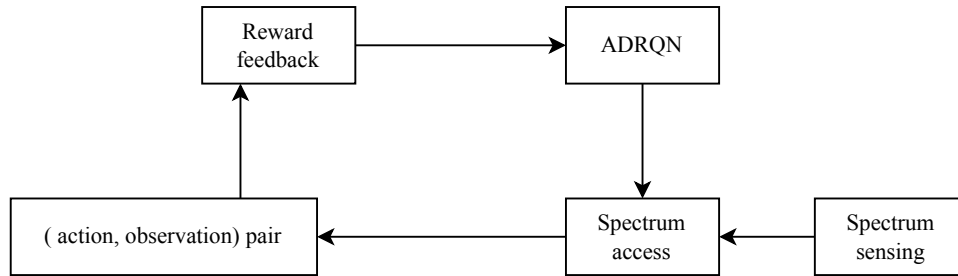 Reward
feedback
ADRQN
( action, observation) pair
Spectrum
access
Spectrum
sensing